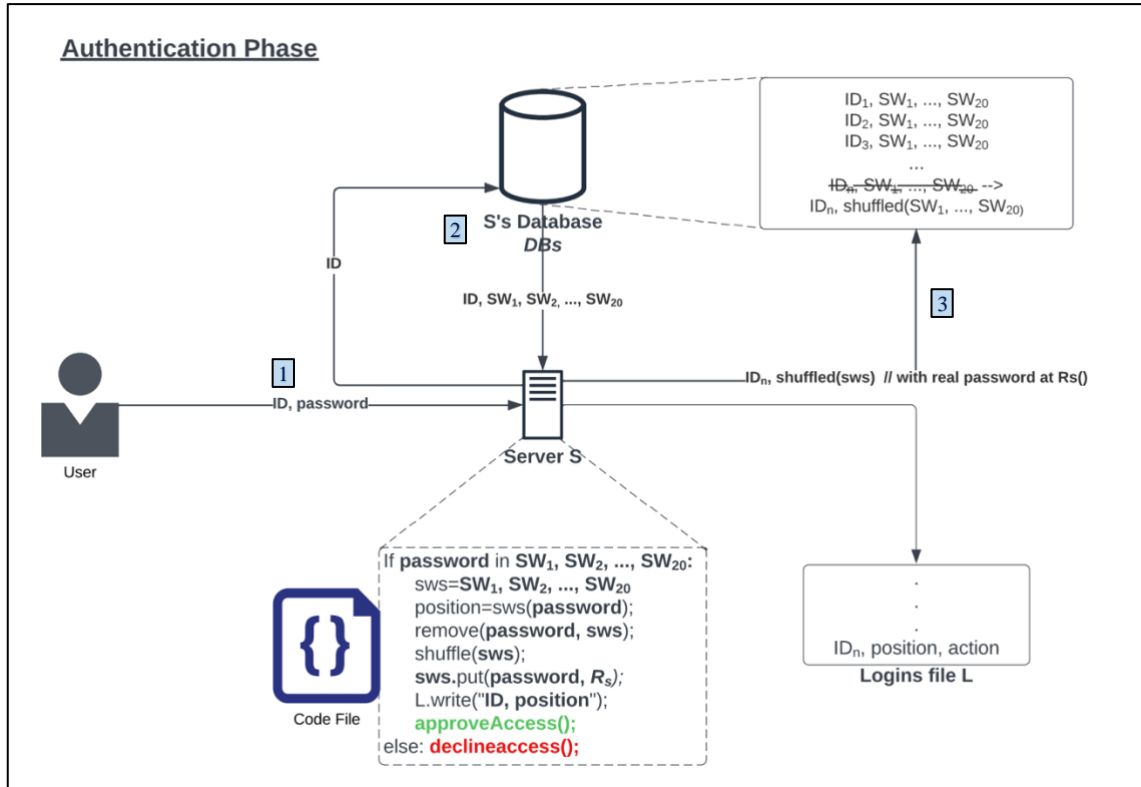 Authentication Phase
ID₁, SW₁, ..., SW₂₀
ID₂, SW₁, ..., SW₂₀
ID₃, SW₁, ..., SW₂₀
...
IDₙ, SW₁, ..., SW₂₀ -->
IDₙ, shuffled(SW₁, ..., SW₂₀)
2
S's Database
DBs
ID
ID, SW₁, SW₂, ..., SW₂₀
3
1
IDₙ, shuffled(sws) // with real password at Rs()
ID, password
User
Server S
If password in SW₁, SW₂, ..., SW₂₀:
sws=SW₁, SW₂, ..., SW₂₀
position=sws(password);
remove(password, sws);
shuffle(sws);
sws.put(password, Rₛ);
L.write("ID, position");
approveAccess();
else: declineaccess();
{ }
Code File
.
.
.
IDₙ, position, action
Logins file L